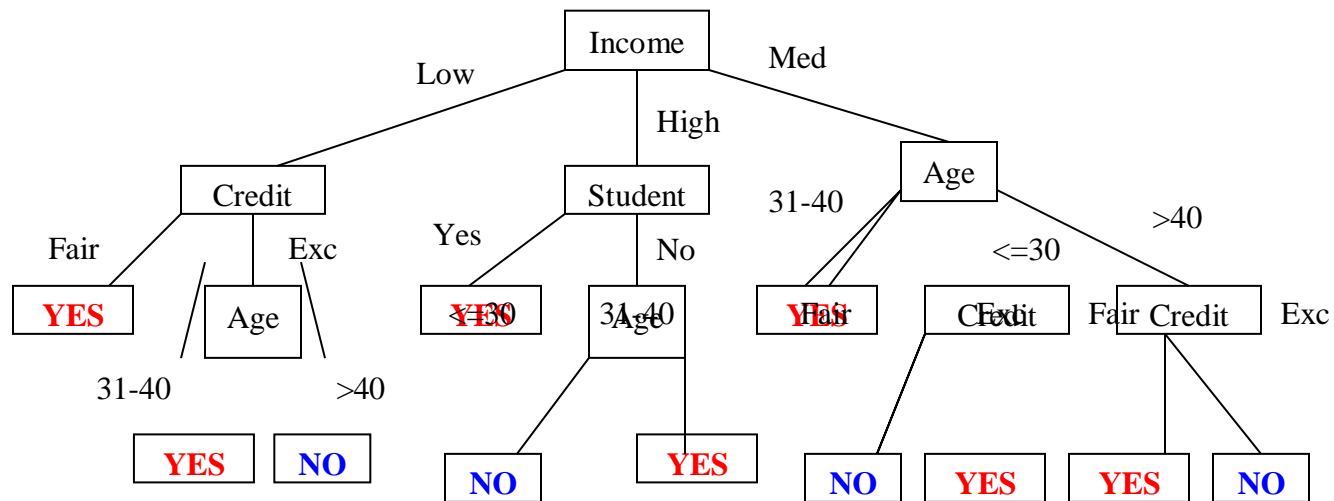 Income
Low
Med
High
Credit
Student
Age
31-40
>40
Fair
Exc
Yes
No
<=30
YES
Age
YES
<=30
Age
31-40
YES
Fair
Credit
Exc
Fair
Credit
Exc
31-40
>40
YES
NO
NO
YES
NO
YES
YES
NO